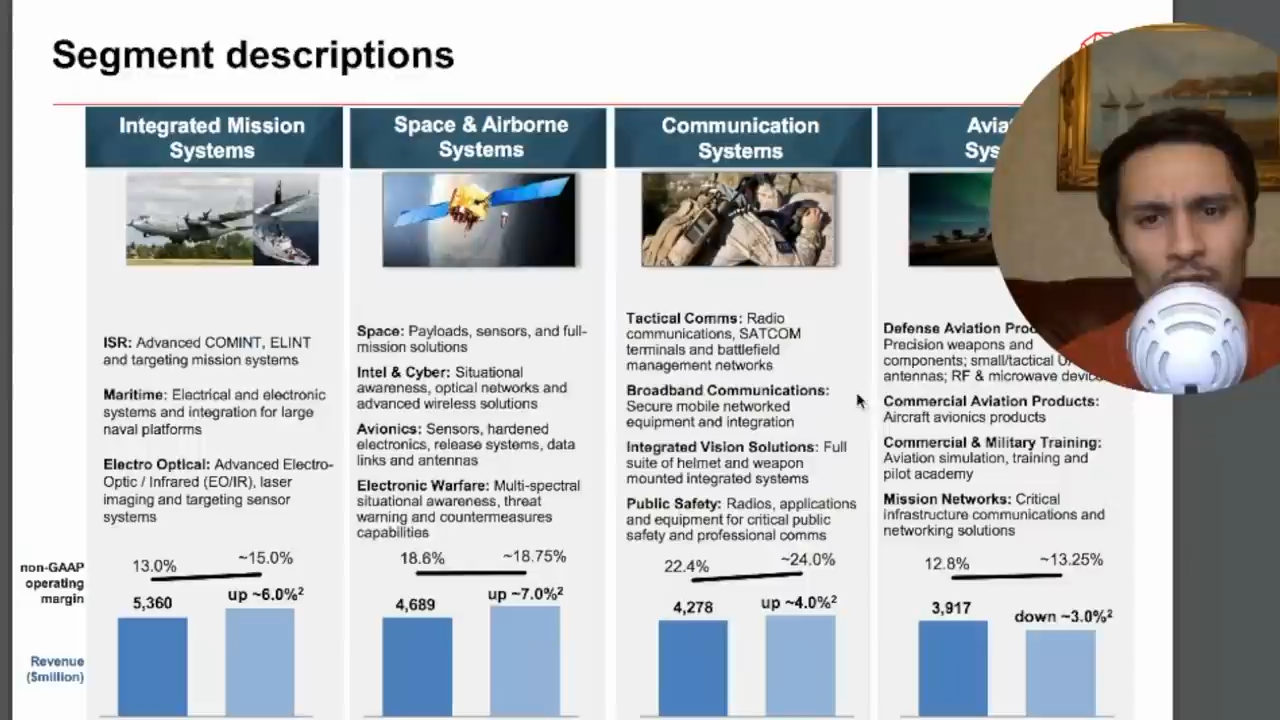 Segment descriptions
Integrated Mission
Systems
ISR: Advanced COMINT, ELINT
and targeting mission systems
Maritime: Electrical and electronic
systems and integration for large
naval platforms
Electro Optical: Advanced Electro-
Optic / Infrared (EO/IR), laser
imaging and targeting sensor
systems
Space & Airborne
Systems
Space: Payloads, sensors, and full-
mission solutions
Intel & Cyber: Situational
awareness, optical networks and
advanced wireless solutions
Avionics: Sensors, hardened
electronics, release systems, data
links and antennas
Electronic Warfare: Multi-spectral
situational awareness, threat
warning and countermeasures
capabilities
Communication
Systems
Tactical Comms: Radio
communications, SATCOM
terminals and battlefield
management networks
Broadband Communications:
Secure mobile networked
equipment and integration
Integrated Vision Solutions: Full
suite of helmet and weapon
mounted integrated systems
Public Safety: Radios, applications
and equipment for critical public
safety and professional comms
Defense Aviation
Precision weapons and
components; small/tactical
antennas; RF & microwave
Commercial Aviation Products:
Aircraft avionics products
Commercial & Military Training:
Aviation simulation, training and
pilot academy
Mission Networks: Critical
infrastructure communications and
networking solutions
non-GAAP
operating
margin
13.0% ~15.0%
18.6% ~18.75%
22.4% ~24.0%
12.8% ~13.25%
5,360 up ~6.0%²
4,689 up ~7.0%²
4,278 up ~4.0%²
3,917 down ~3.0%²
Revenue
($million)